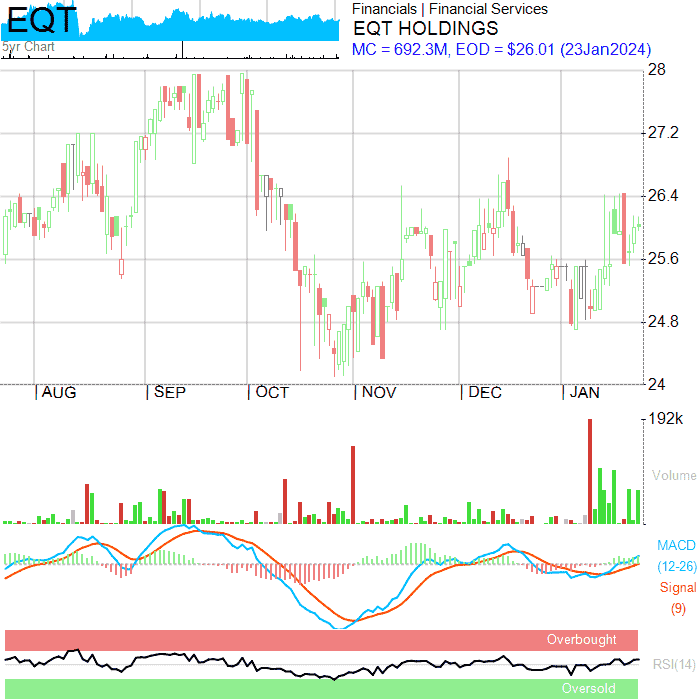 EQT
5yr Chart
Financials | Financial Services
EQT HOLDINGS
MC = 692.3M, EOD = $26.01 (23Jan2024)
28
27.2
26.4
25.6
24.8
24
AUG SEP OCT NOV DEC JAN
192k
Volume
MACD
(12-26)
Signal
(9)
Overbought
RSI(14)
Oversold